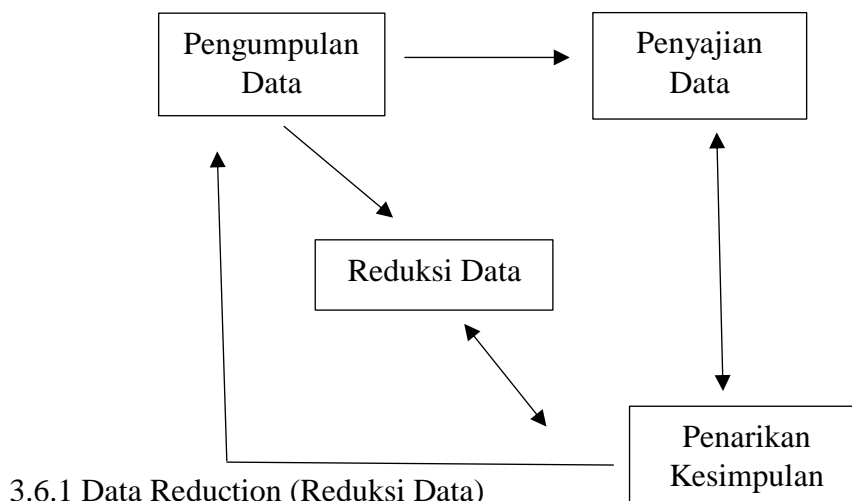 Pengumpulan
Data
Penyajian
Data
Reduksi Data
Penarikan
Kesimpulan
3.6.1 Data Reduction (Reduksi Data)